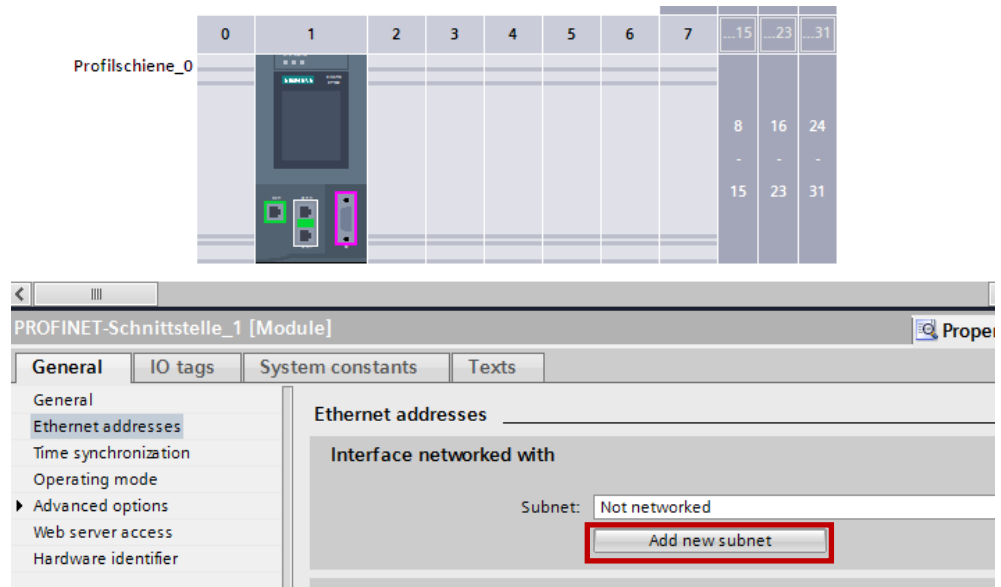 0 1 2 3 4 5 6 7 ...15 ...23 ...31
Profilschiene_0
SIEMENS
8 16 24
- - -
15 23 31
PROFINET-Schnittstelle_1 [Module]
Proper
General IO tags System constants Texts
General
Ethernet addresses
Time synchronization
Operating mode
Advanced options
Web server access
Hardware identifier
Ethernet addresses
Interface networked with
Subnet: Not networked
Add new subnet